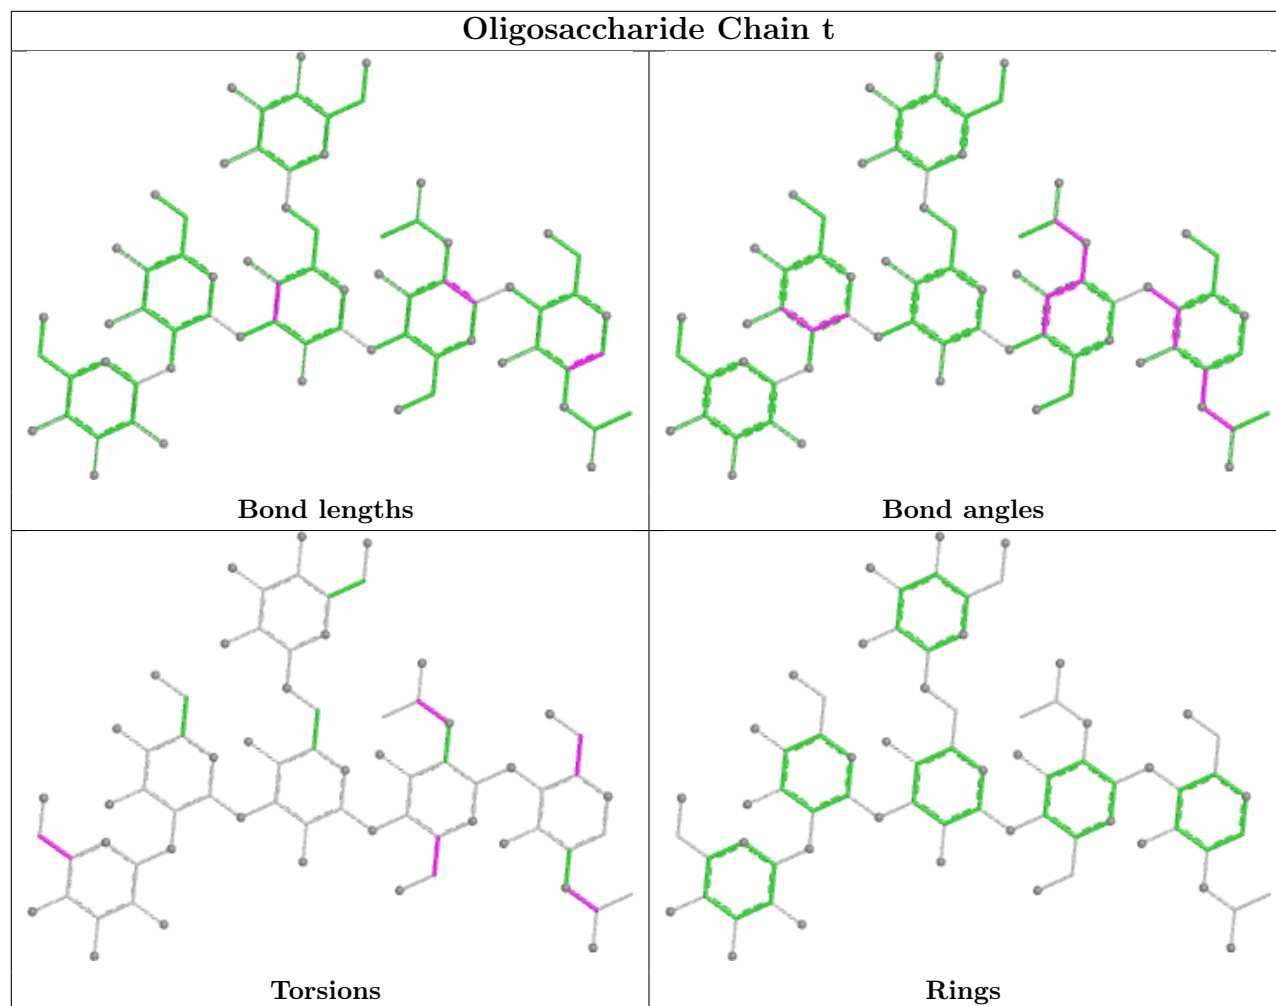 Oligosaccharide Chain t
Bond lengths
Bond angles
Torsions
Rings